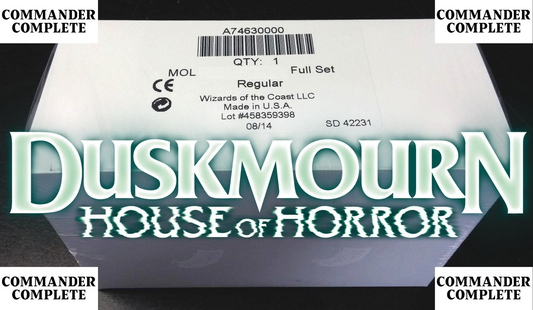 COMMANDER
COMPLETE
COMMANDER
COMPLETE
A74630000
QTY: 1
MOL
Full Set
Regular
CE
Wizards of the Coast LLC
Made in U.S.A.
Lot #458359398
08/14
SD 42231
DUSKMOURN
HOUSE OF HORROR
COMMANDER
COMPLETE
COMMANDER
COMPLETE